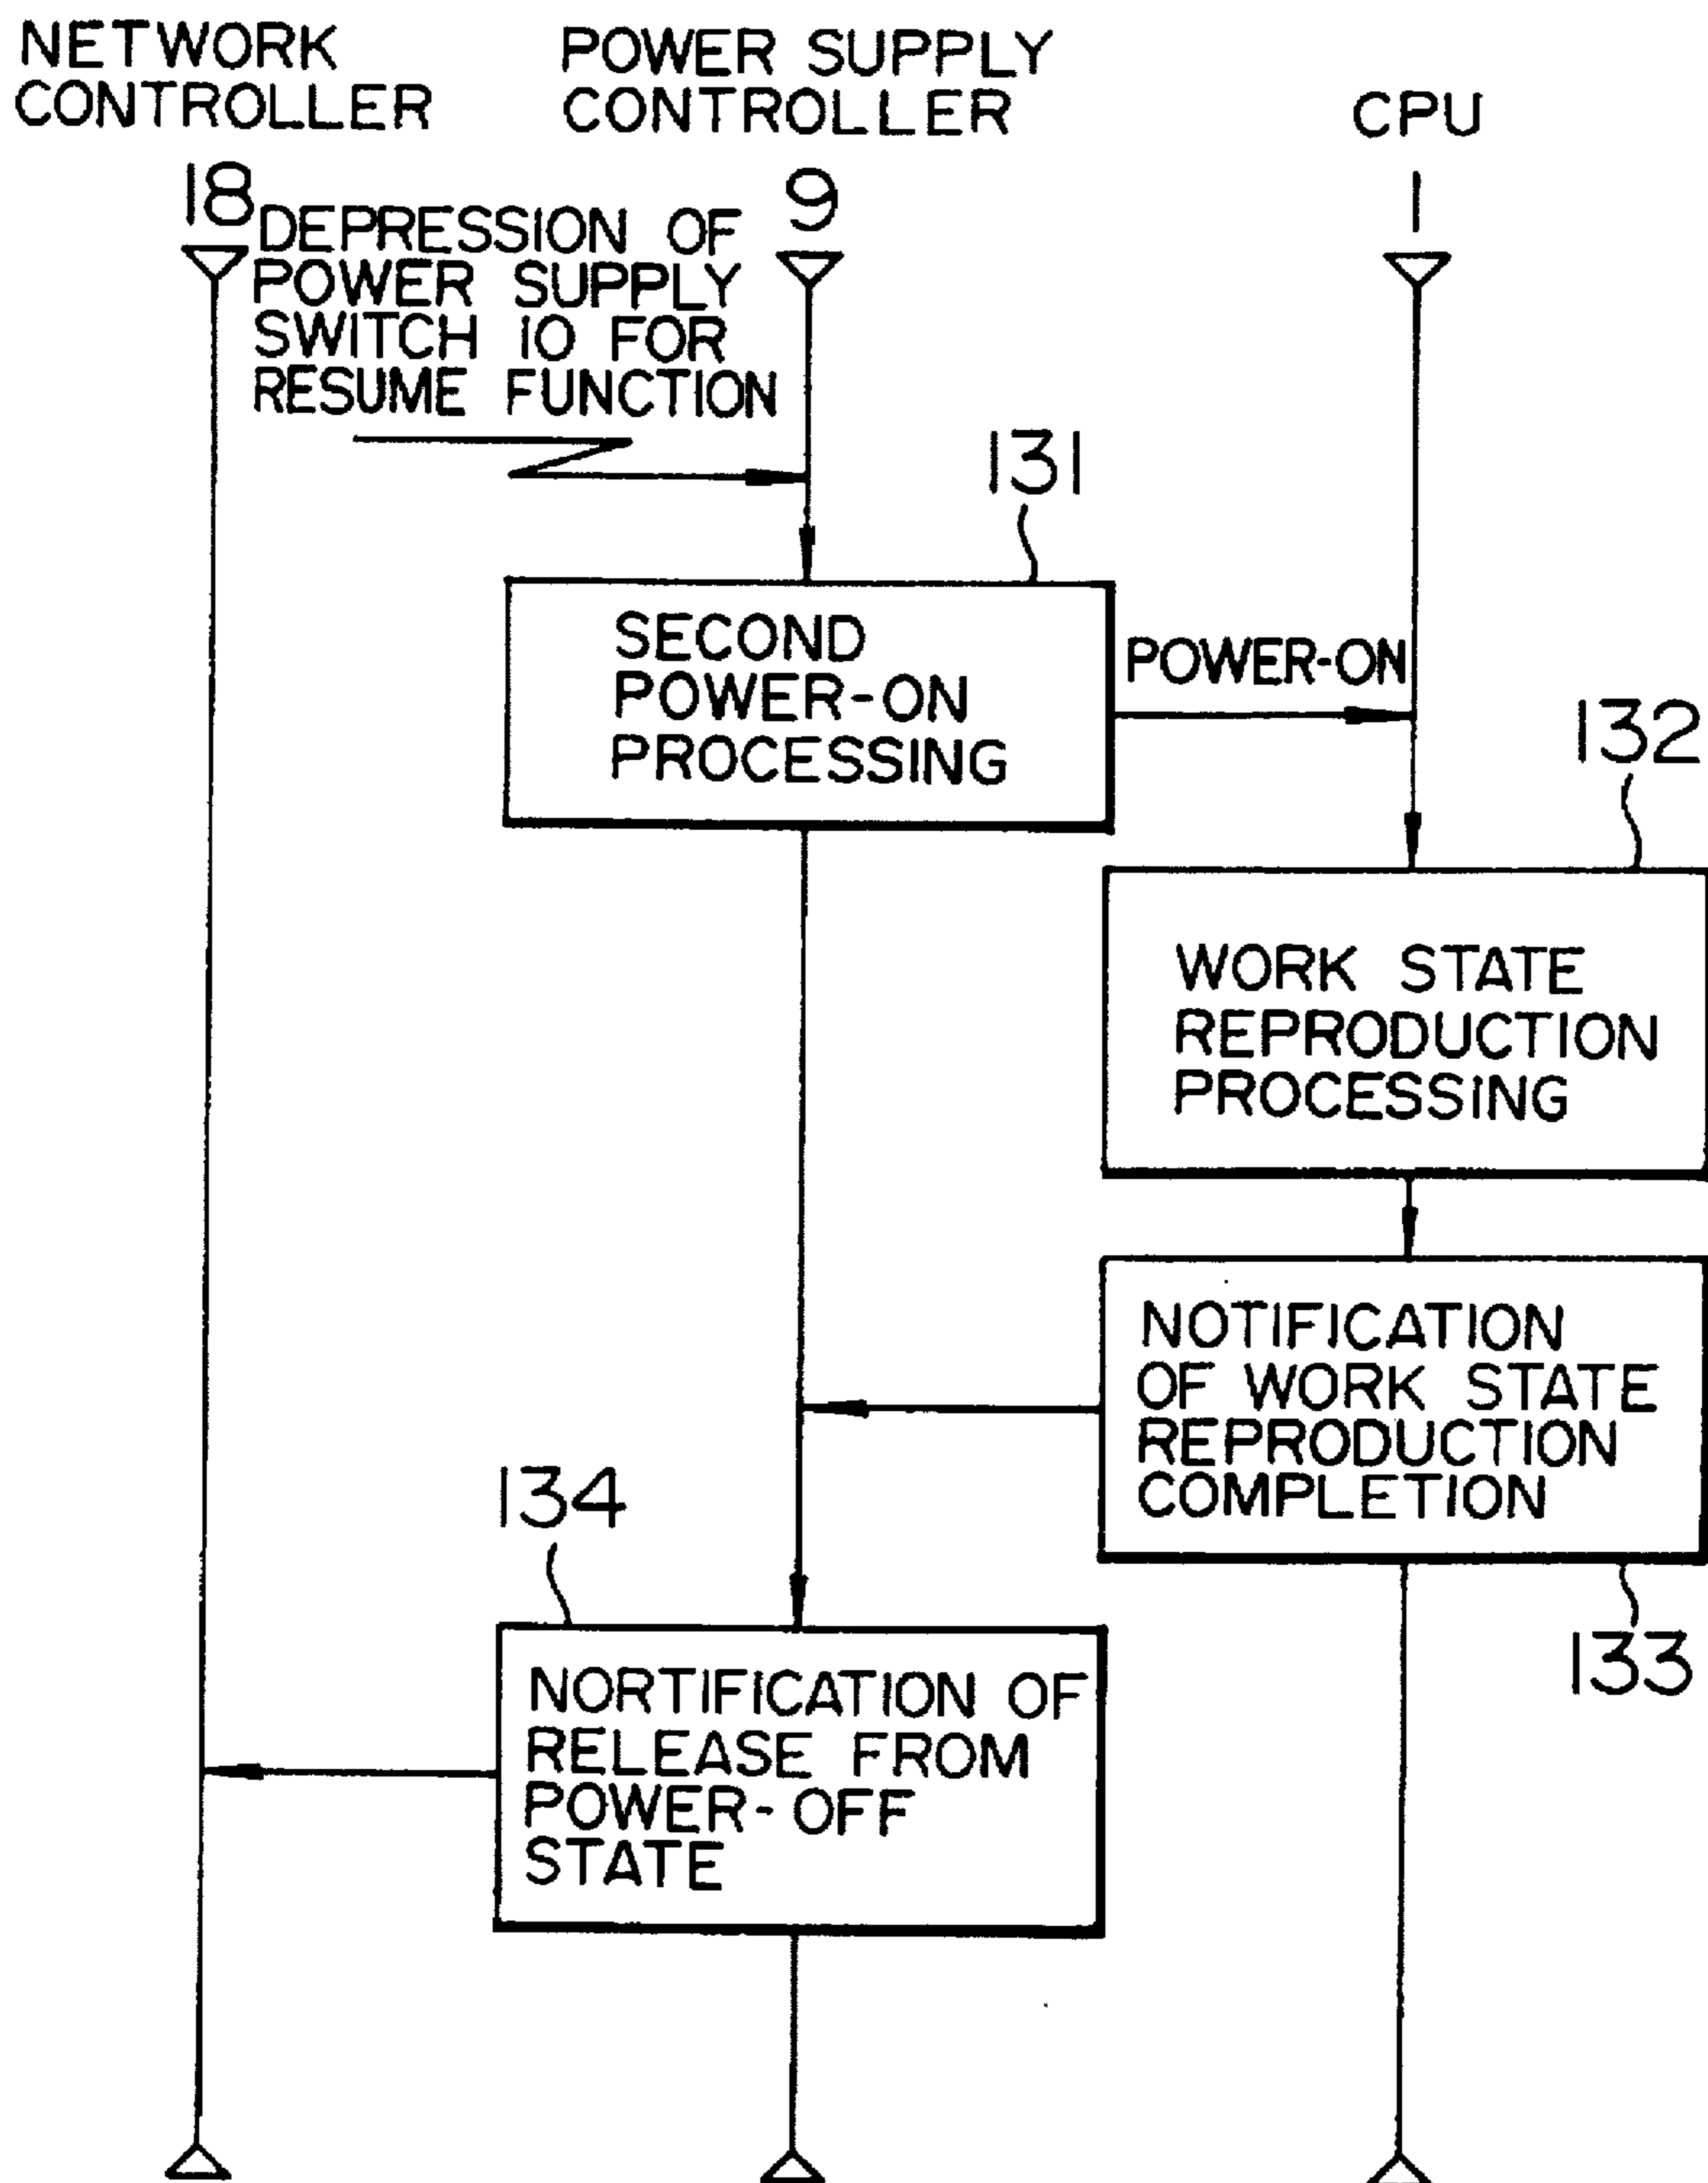 NETWORK
CONTROLLER
18
POWER SUPPLY
CONTROLLER
9
CPU
1
DEPRESSION OF
POWER SUPPLY
SWITCH 10 FOR
RESUME FUNCTION
131
SECOND
POWER-ON
PROCESSING
POWER-ON
132
WORK STATE
REPRODUCTION
PROCESSING
NOTIFICATION
OF WORK STATE
REPRODUCTION
COMPLETION
133
134
NORTIFICATION OF
RELEASE FROM
POWER-OFF
STATE